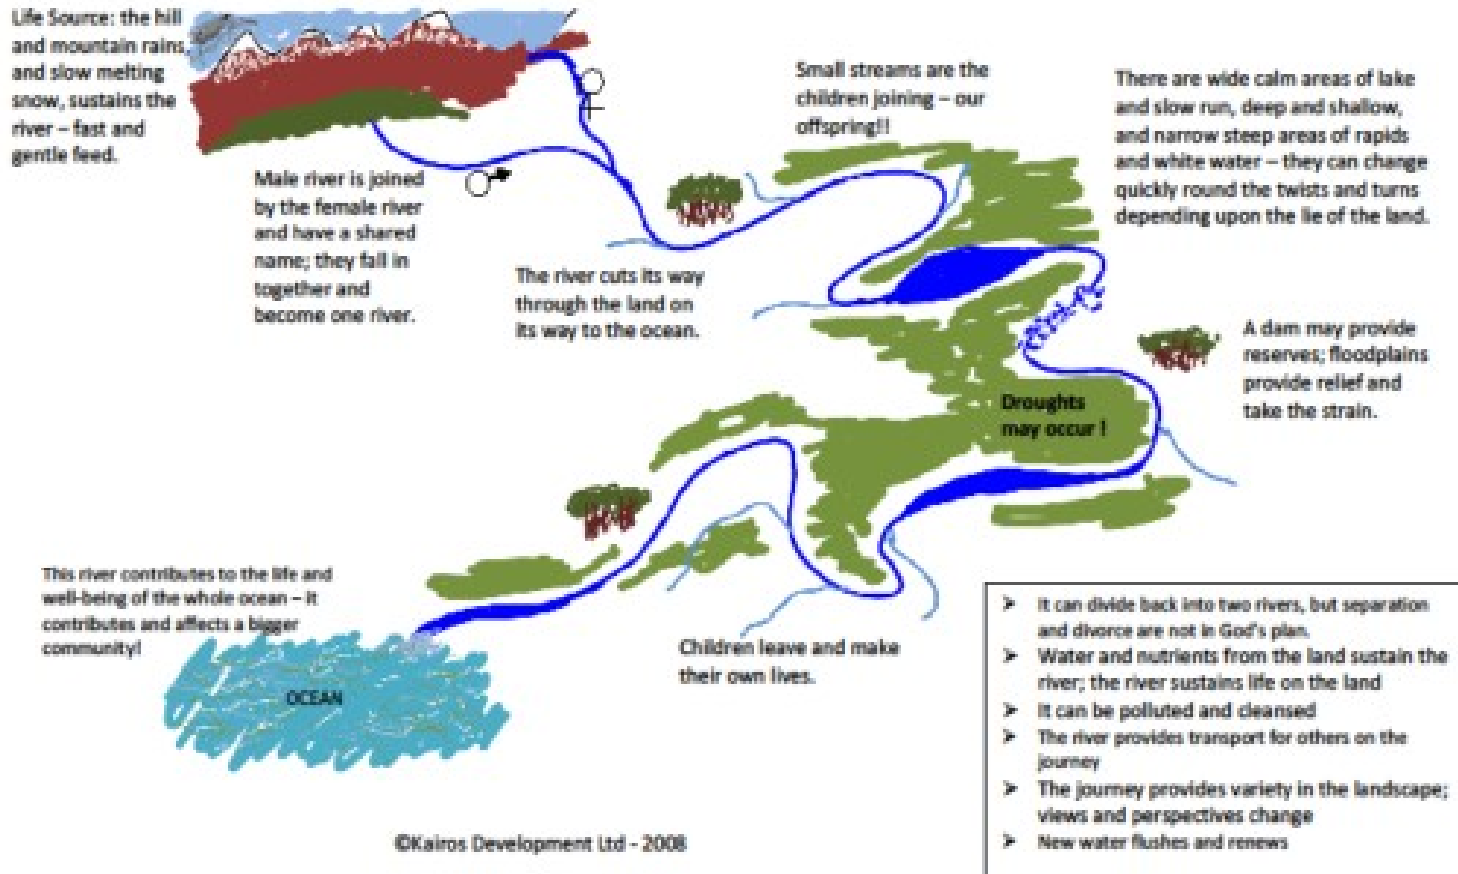 Life Source: the hill
and mountain rains,
and slow melting
snow, sustains the
river – fast and
gentle feed.
Male river is joined
by the female river
and have a shared
name; they fall in
together and
become one river.
The river cuts its way
through the land on
its way to the ocean.
Small streams are the
children joining – our
offspring!!
There are wide calm areas of lake
and slow run, deep and shallow,
and narrow steep areas of rapids
and white water – they can change
quickly round the twists and turns
depending upon the lie of the land.
A dam may provide
reserves; floodplains
provide relief and
take the strain.
Droughts
may occur !
This river contributes to the life and
well-being of the whole ocean – it
contributes and affects a bigger
community!
OCEAN
Children leave and make
their own lives.
➢ It can divide back into two rivers, but separation
and divorce are not in God's plan.
➢ Water and nutrients from the land sustain the
river; the river sustains life on the land
➢ It can be polluted and cleansed
➢ The river provides transport for others on the
journey
➢ The journey provides variety in the landscape;
views and perspectives change
➢ New water flushes and renews
©Kairos Development Ltd - 2008